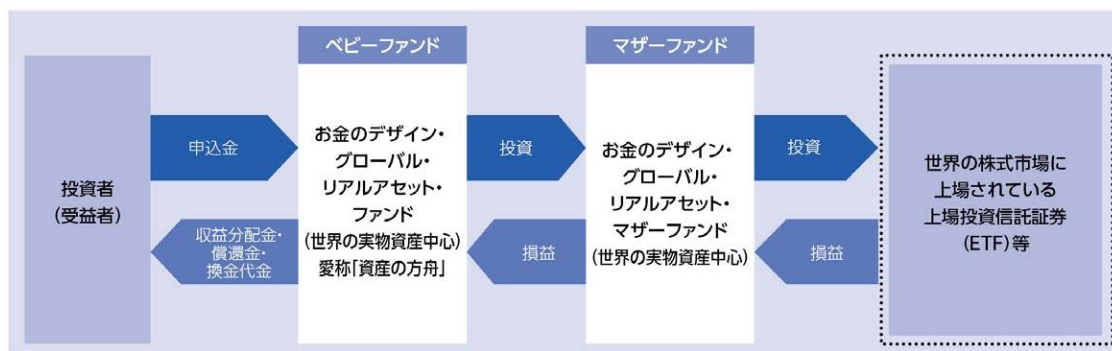 ベビーファンド
マザーファンド
投資者
(受益者)
申込金
収益分配金・
償還金・
換金代金
お金のデザイン・
グローバル・
リアルアセット・
ファンド
(世界の実物資産中心)
愛称「資産の方舟」
投資
損益
お金のデザイン・
グローバル・
リアルアセット・
マザーファンド
(世界の実物資産中心)
投資
損益
世界の株式市場に
上場されている
上場投資信託証券
(ETF)等